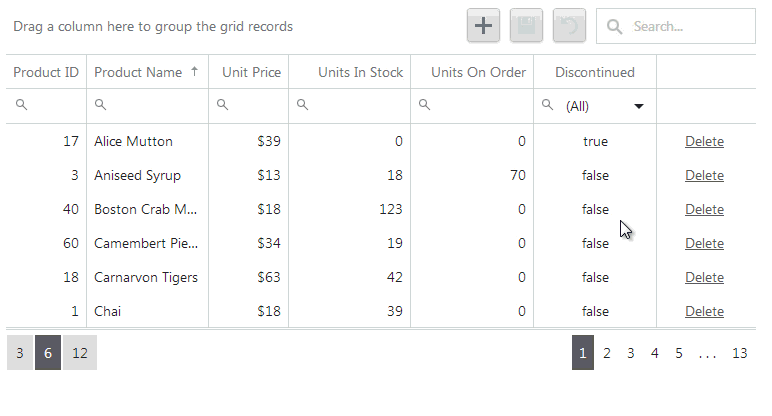 Drag a column here to group the grid records Search...
Product ID Product Name Unit Price Units In Stock Units On Order Discontinued
(All)
17 Alice Mutton $39 0 0 true Delete
3 Aniseed Syrup $13 18 70 false Delete
40 Boston Crab M... $18 123 0 false Delete
60 Camembert Pie... $34 19 0 false Delete
18 Carnarvon Tigers $63 42 0 false Delete
1 Chai $18 39 0 false Delete
3 6 12 1 2 3 4 5 ... 13